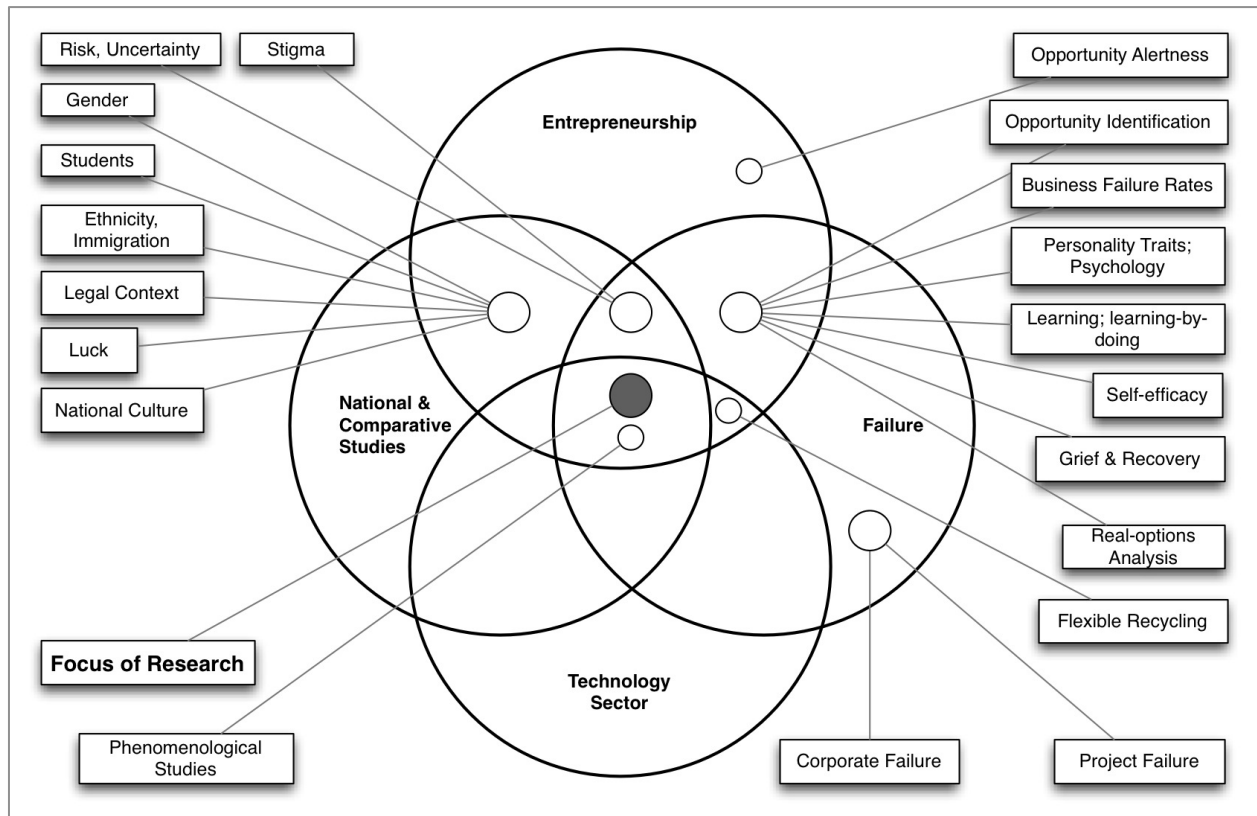 Risk, Uncertainty
Stigma
Gender
Students
Ethnicity,
Immigration
Legal Context
Luck
National Culture
Entrepreneurship
National &
Comparative
Studies
Failure
Technology
Sector
Opportunity Alertness
Opportunity Identification
Business Failure Rates
Personality Traits;
Psychology
Learning; learning-by-
doing
Self-efficacy
Grief & Recovery
Real-options
Analysis
Flexible Recycling
Focus of Research
Phenomenological
Studies
Corporate Failure
Project Failure